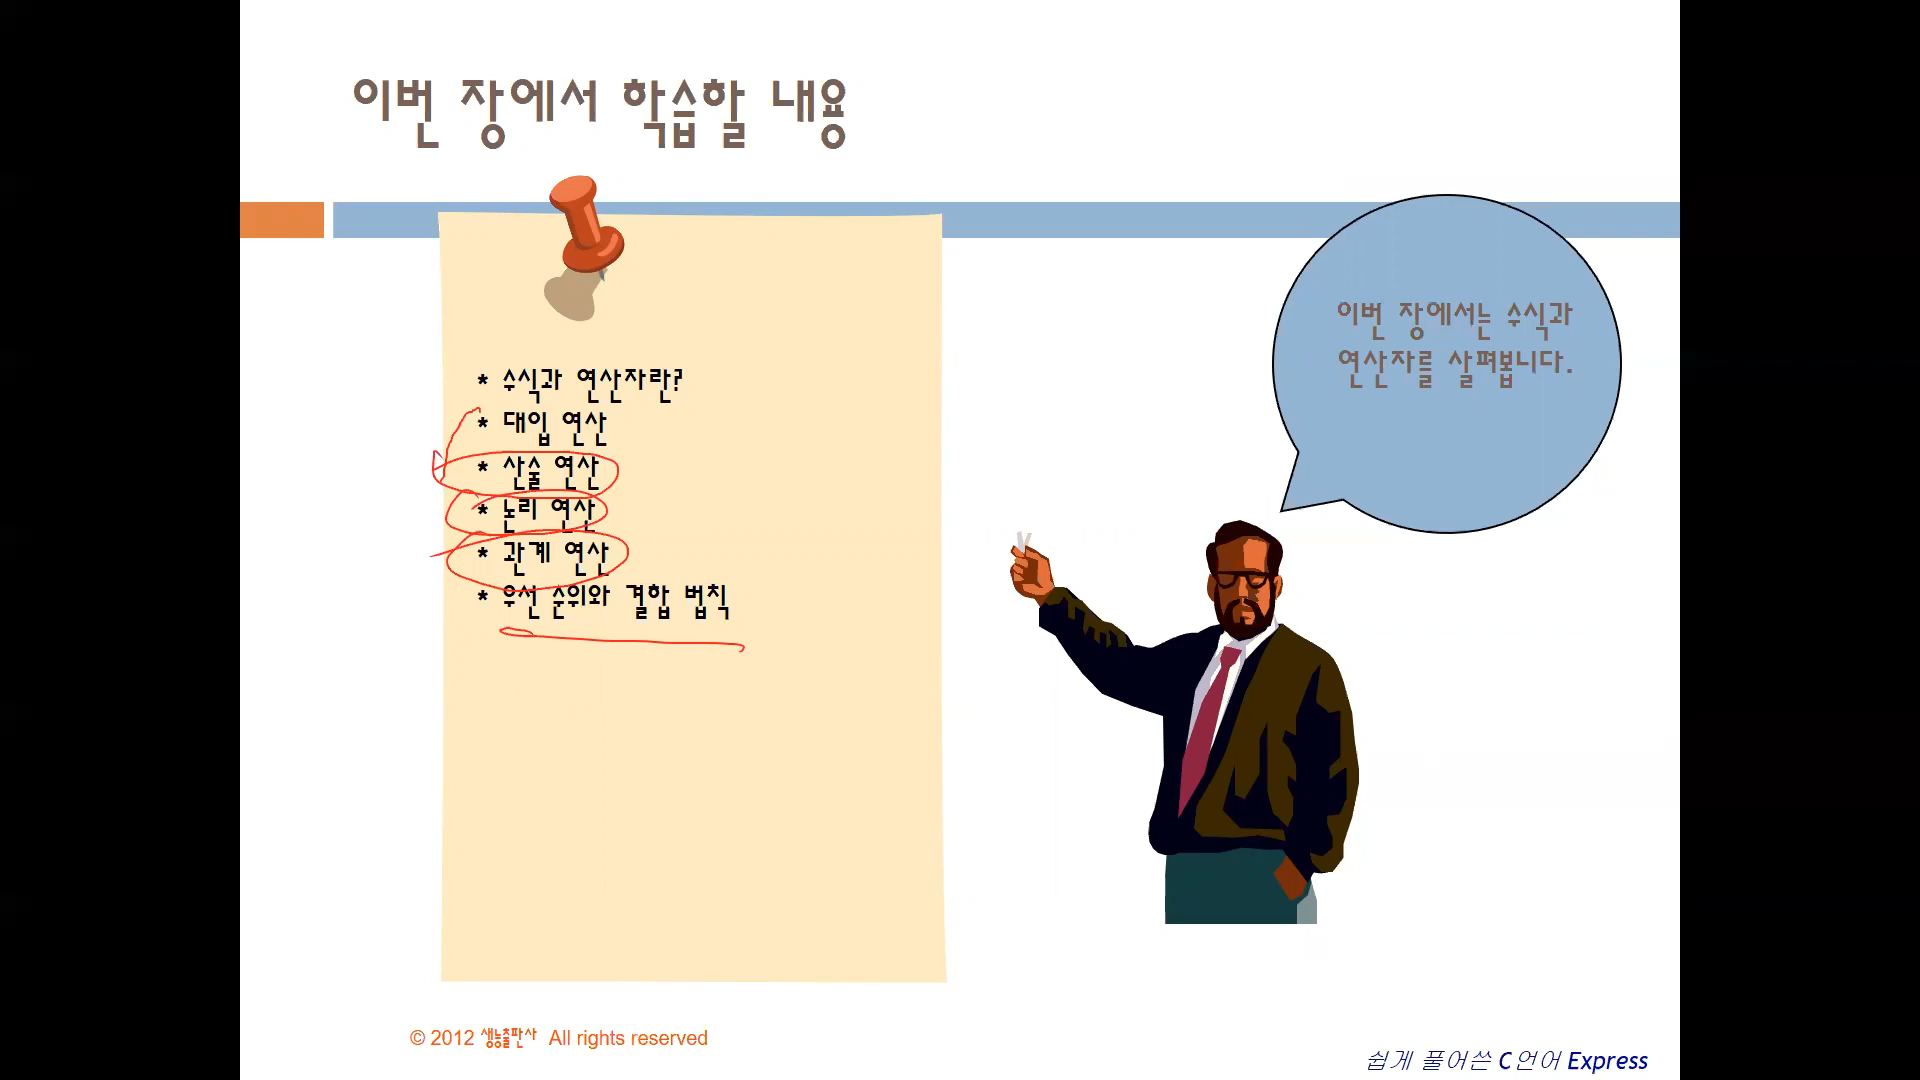 이번 장에서 학습할 내용
이번 장에서는 수식과
연산자를 살펴봅니다.
* 수식과 연산자란?
* 대입 연산
* 산술 연산
* 논리 연산
* 관계 연산
* 우선 순위와 결합 법칙
© 2012 생능출판사 All rights reserved
쉽게 풀어쓴 C언어 Express